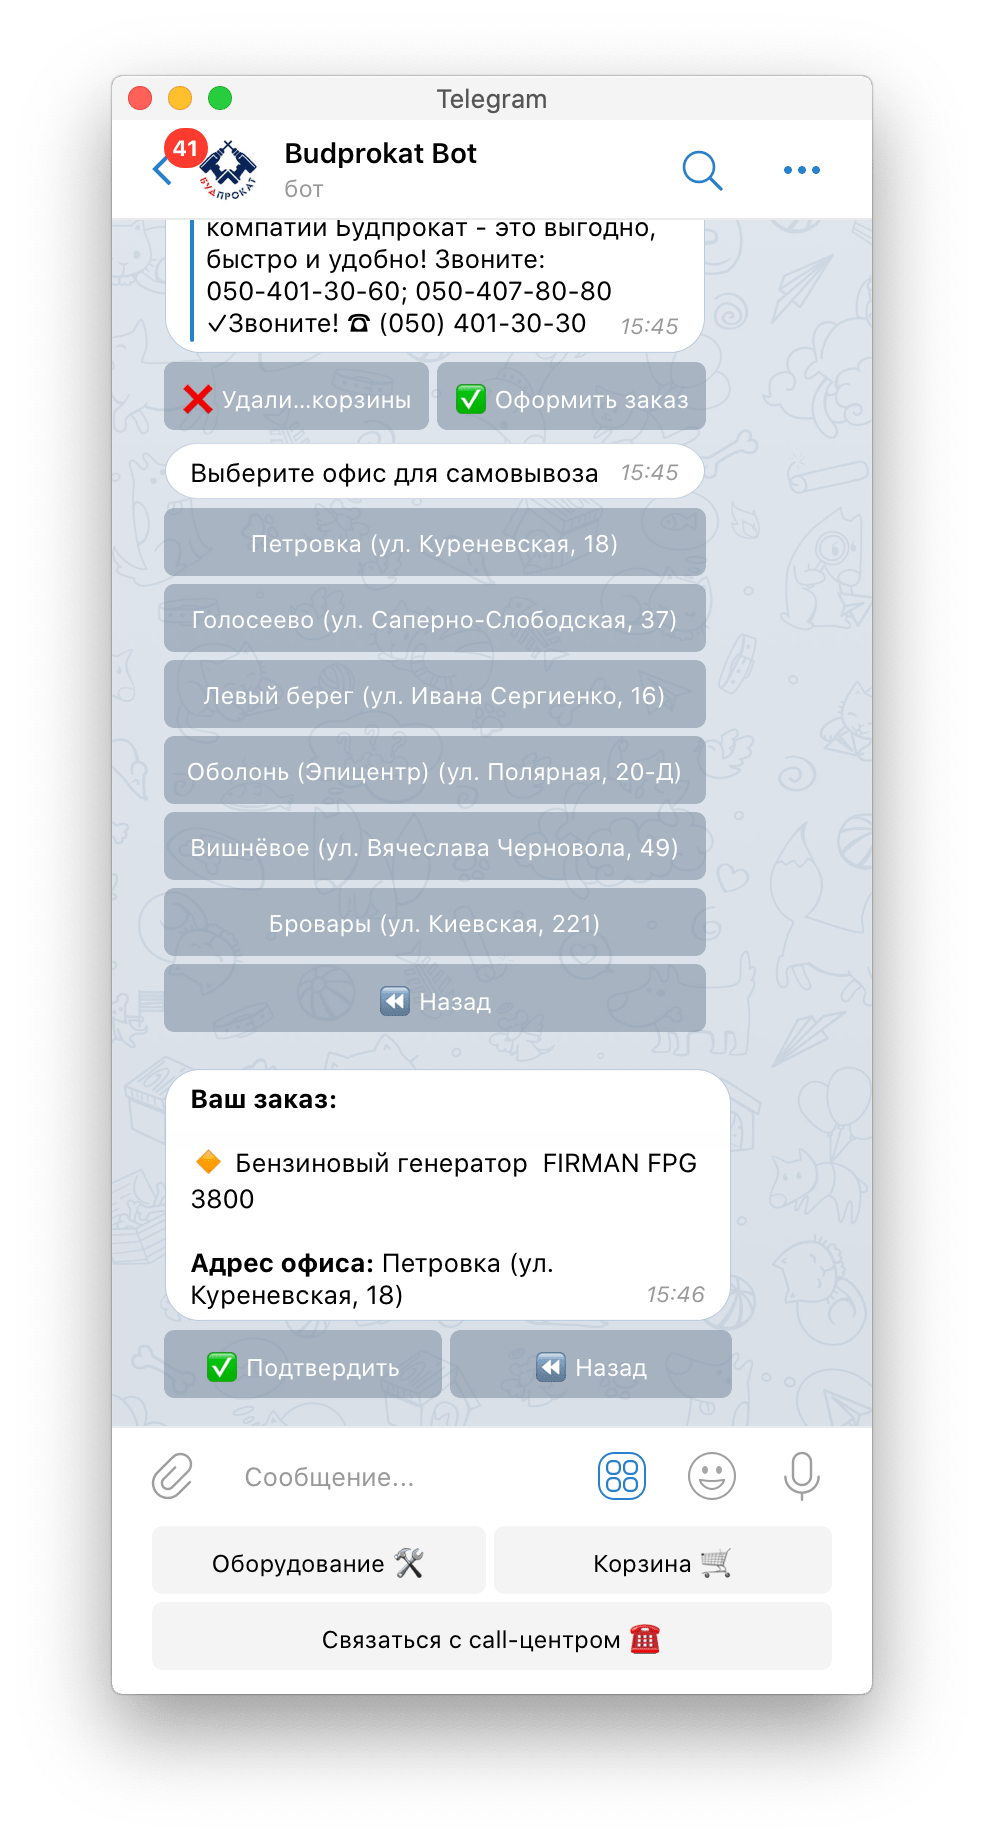 Telegram
41
Budprokat Bot
БУДПРОКАТ
бот
компатии Будпрокат - это выгодно,
быстро и удобно! Звоните:
050-401-30-60; 050-407-80-80
✓Звоните! ☎ (050) 401-30-30 15:45
❌ Удали...корзины ✅ Оформить заказ
Выберите офис для самовывоза 15:45
Петровка (ул. Куреневская, 18)
Голосеево (ул. Саперно-Слободская, 37)
Левый берег (ул. Ивана Сергиенко, 16)
Оболонь (Эпицентр) (ул. Полярная, 20-Д)
Вишнёвое (ул. Вячеслава Черновола, 49)
Бровары (ул. Киевская, 221)
⏪ Назад
Ваш заказ:
🔸 Бензиновый генератор FIRMAN FPG
3800
Адрес офиса: Петровка (ул.
Куреневская, 18) 15:46
✅ Подтвердить ⏪ Назад
Сообщение...
Оборудование 🛠 Корзина 🛒
Связаться с call-центром ☎️